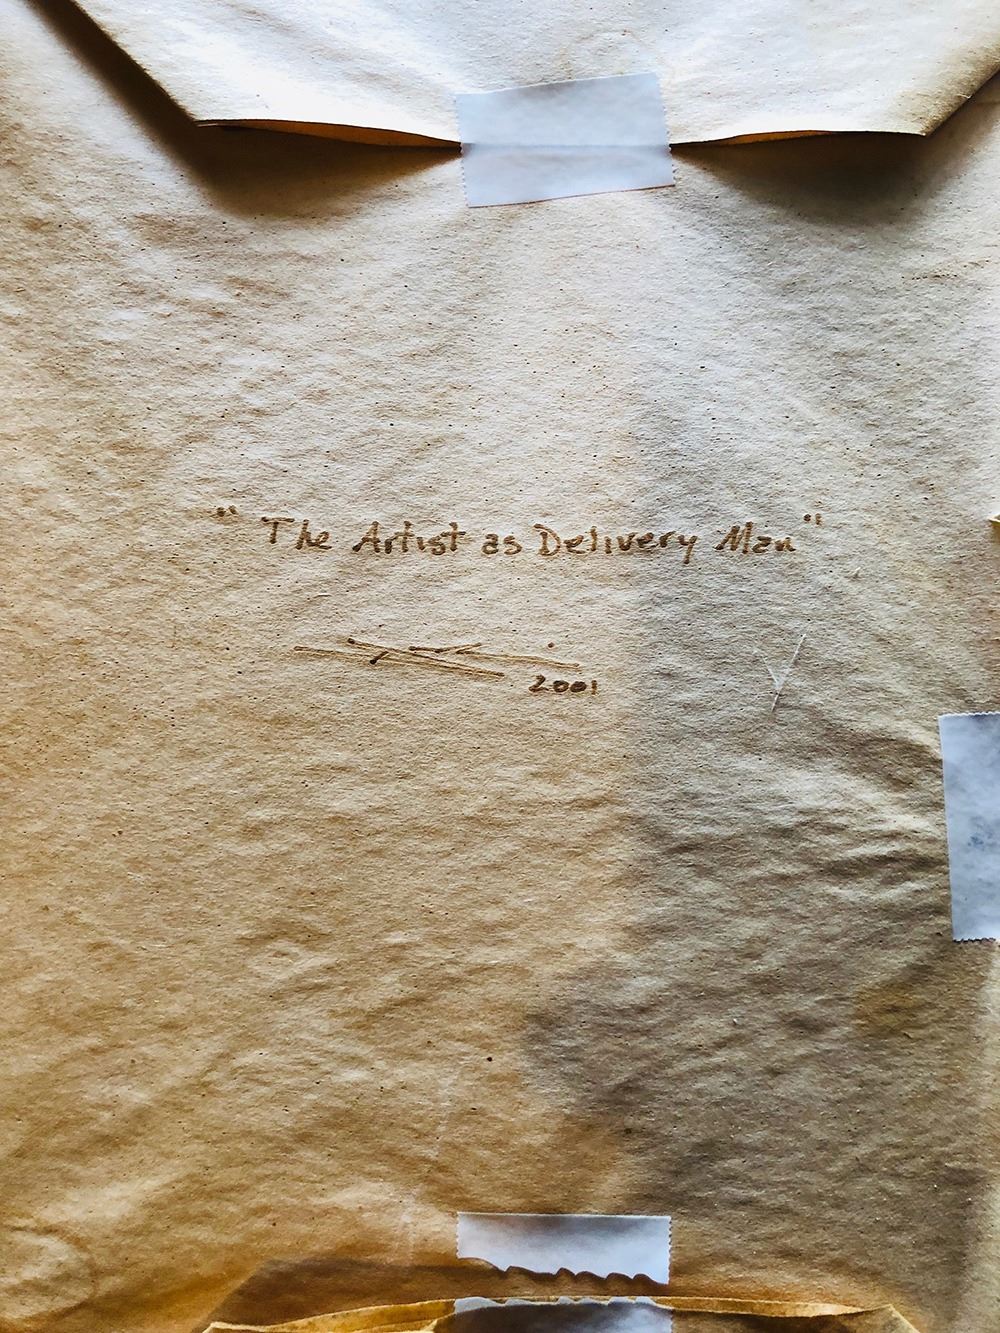 "The Artist as Delivery Man"
2001